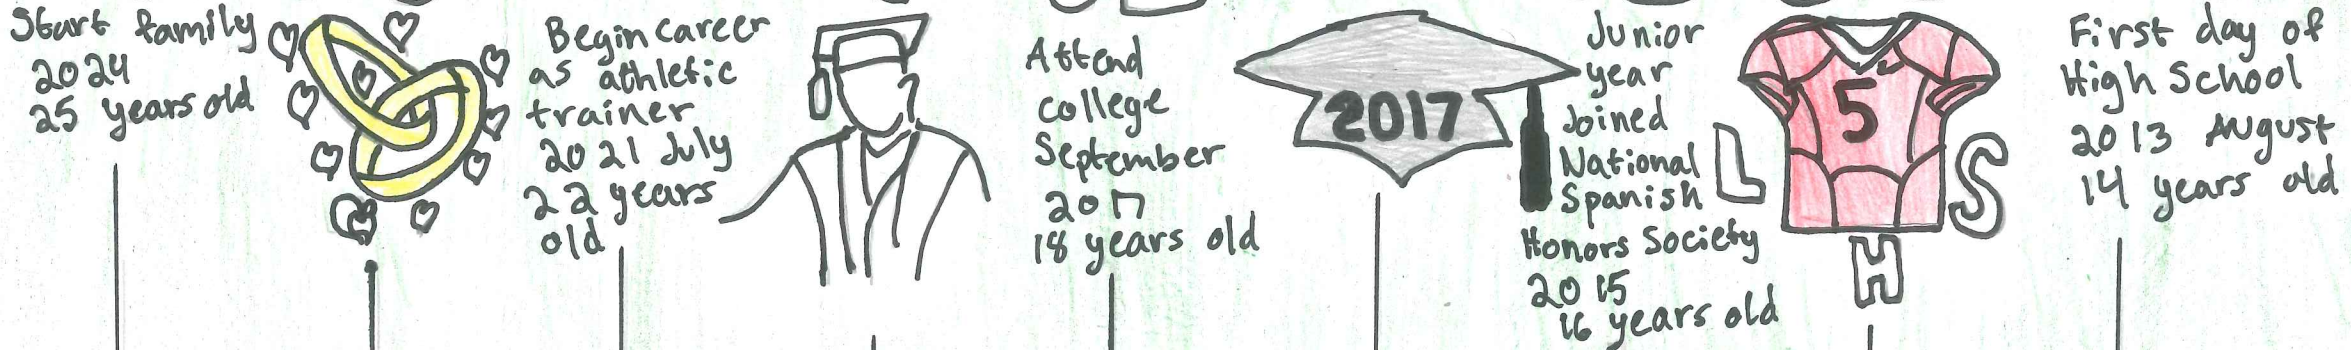 Start family
2024
25 years old
Begin career
as athletic
trainer
2021 July
22 years
old
Attend
college
September
2017
18 years old
2017
Junior
year
Joined
National
Spanish
Honors Society
2015
16 years old
L
5
S
H
First day of
High School
2013 August
14 years old